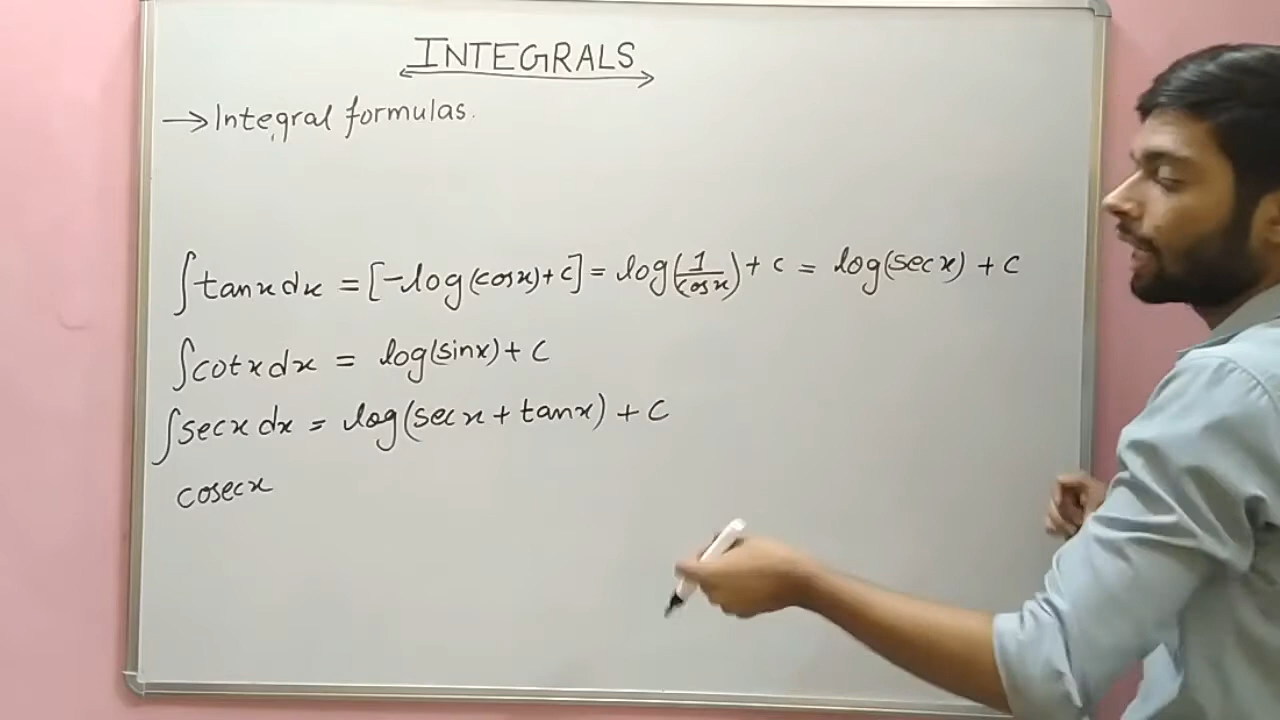 INTEGRALS
→ Integral formulas.
∫tanx dx = [-log(cosx)+c] = log(1/cosx) + c = log(secx) + c
∫cotx dx = log(sinx) + c
∫secx dx = log(secx + tanx) + c
cosecx